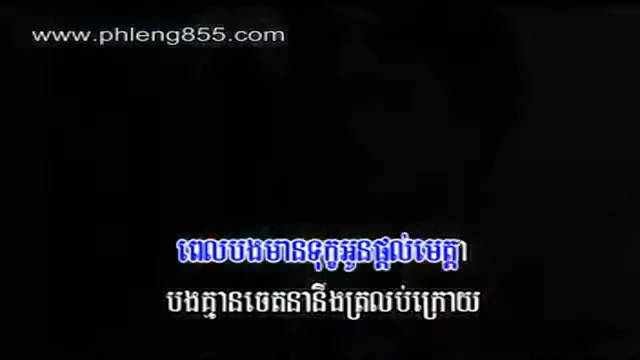 www.phleng855.com
ពេលបងមានទុក្ខអូនផ្តល់មេត្តា
បងគ្មានចេតនានឹងត្រលប់ក្រោយ